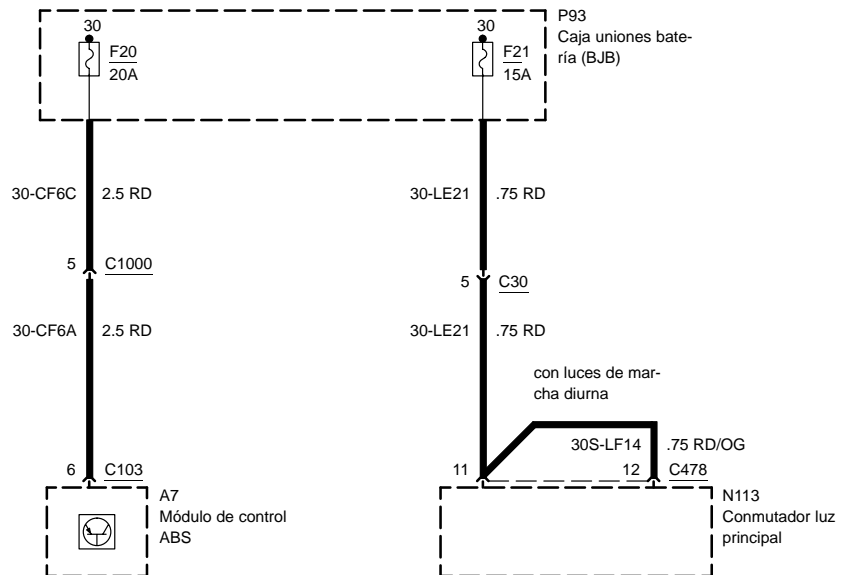 P93
Caja uniones bate-
ría (BJB)
30
F20
20A
30
F21
15A
30-CF6C
2.5 RD
30-LE21
.75 RD
5
C1000
5
C30
30-CF6A
2.5 RD
30-LE21
.75 RD
con luces de mar-
cha diurna
30S-LF14
.75 RD/OG
6
C103
11
12
C478
A7
Módulo de control
ABS
N113
Conmutador luz
principal